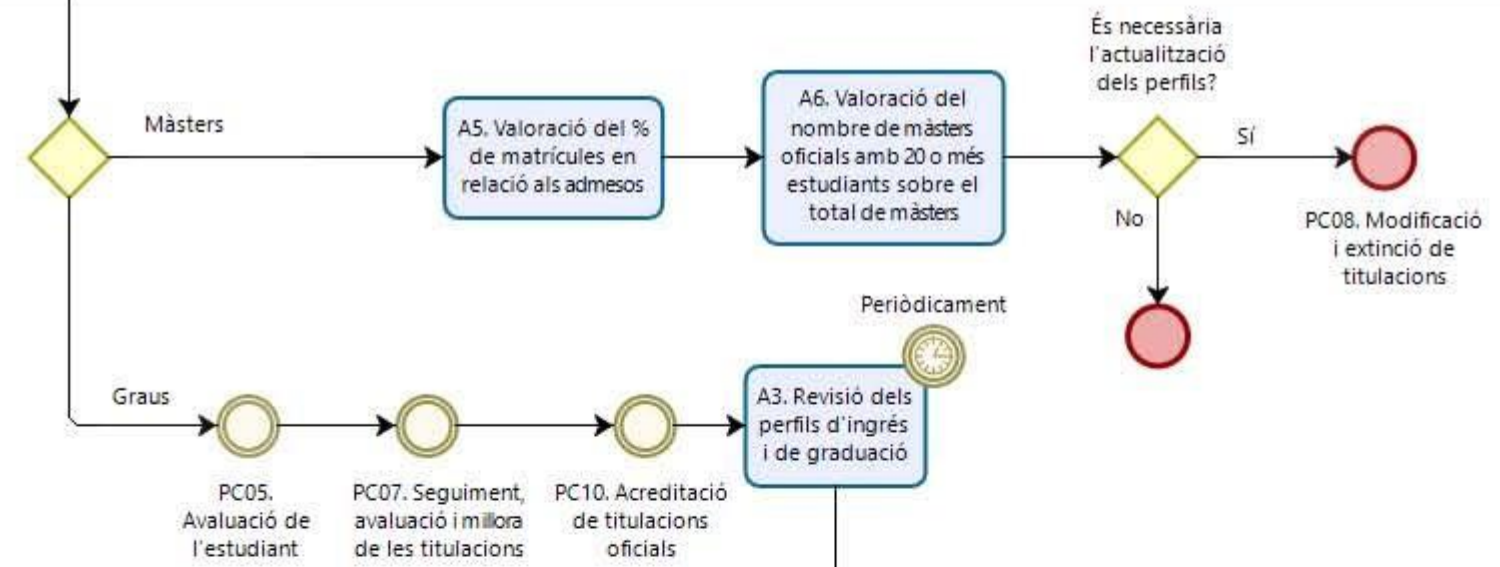 És necessària
l'actualització
dels perfils?
Màsters
A5. Valoració del %
de matrícules en
relació als admesos
A6. Valoració del
nombre de màsters
oficials amb 20 o més
estudiants sobre el
total de màsters
Sí
No
PC08. Modificació
i extinció de
titulacions
Periòdicament
Graus
A3. Revisió dels
perfils d'ingrés
i de graduació
PC05.
Avaluació de
l'estudiant
PC07. Seguiment,
avaluació i millora
de les titulacions
PC10. Acreditació
de titulacions
oficials